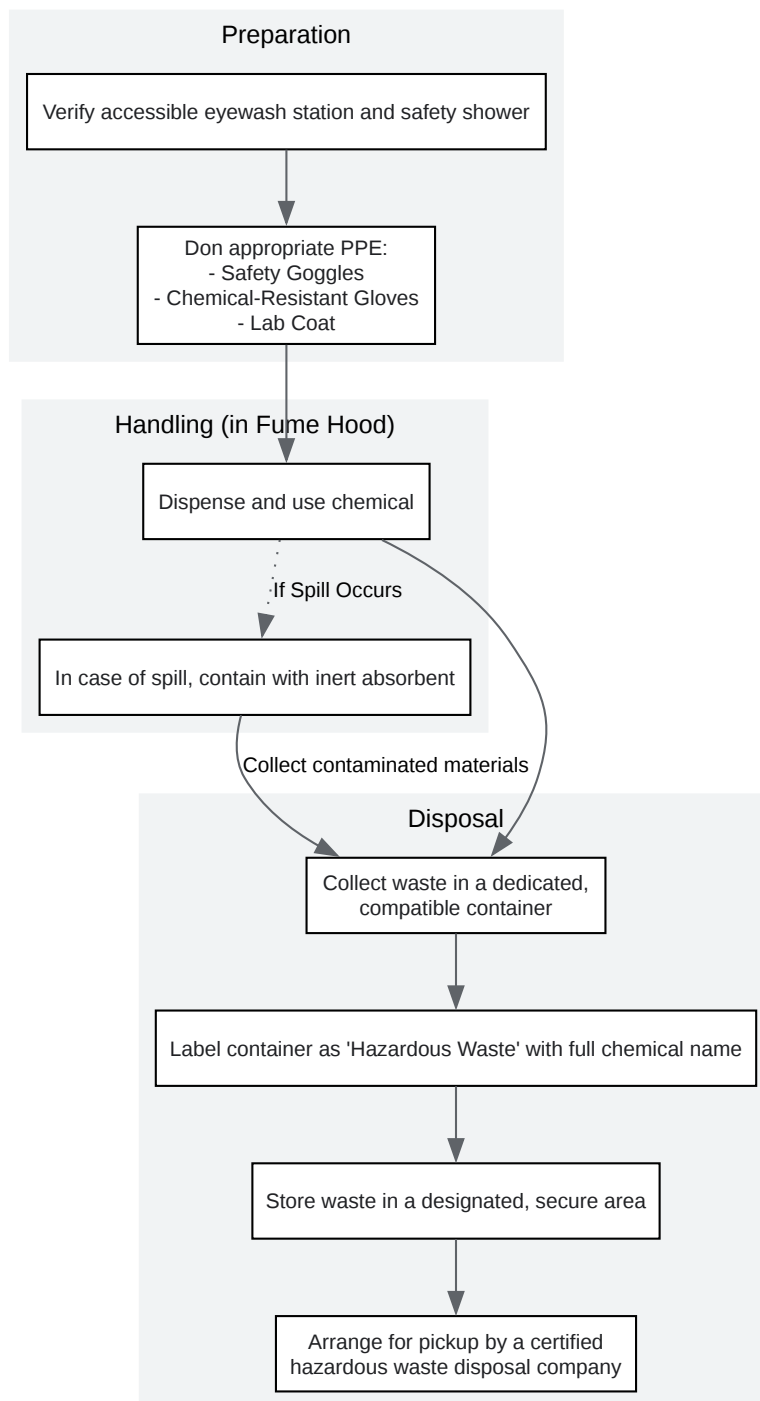 Preparation
Verify accessible eyewash station and safety shower
Don appropriate PPE:
- Safety Goggles
- Chemical-Resistant Gloves
- Lab Coat
Handling (in Fume Hood)
Dispense and use chemical
If Spill Occurs
In case of spill, contain with inert absorbent
Collect contaminated materials
Disposal
Collect waste in a dedicated,
compatible container
Label container as 'Hazardous Waste' with full chemical name
Store waste in a designated, secure area
Arrange for pickup by a certified
hazardous waste disposal company